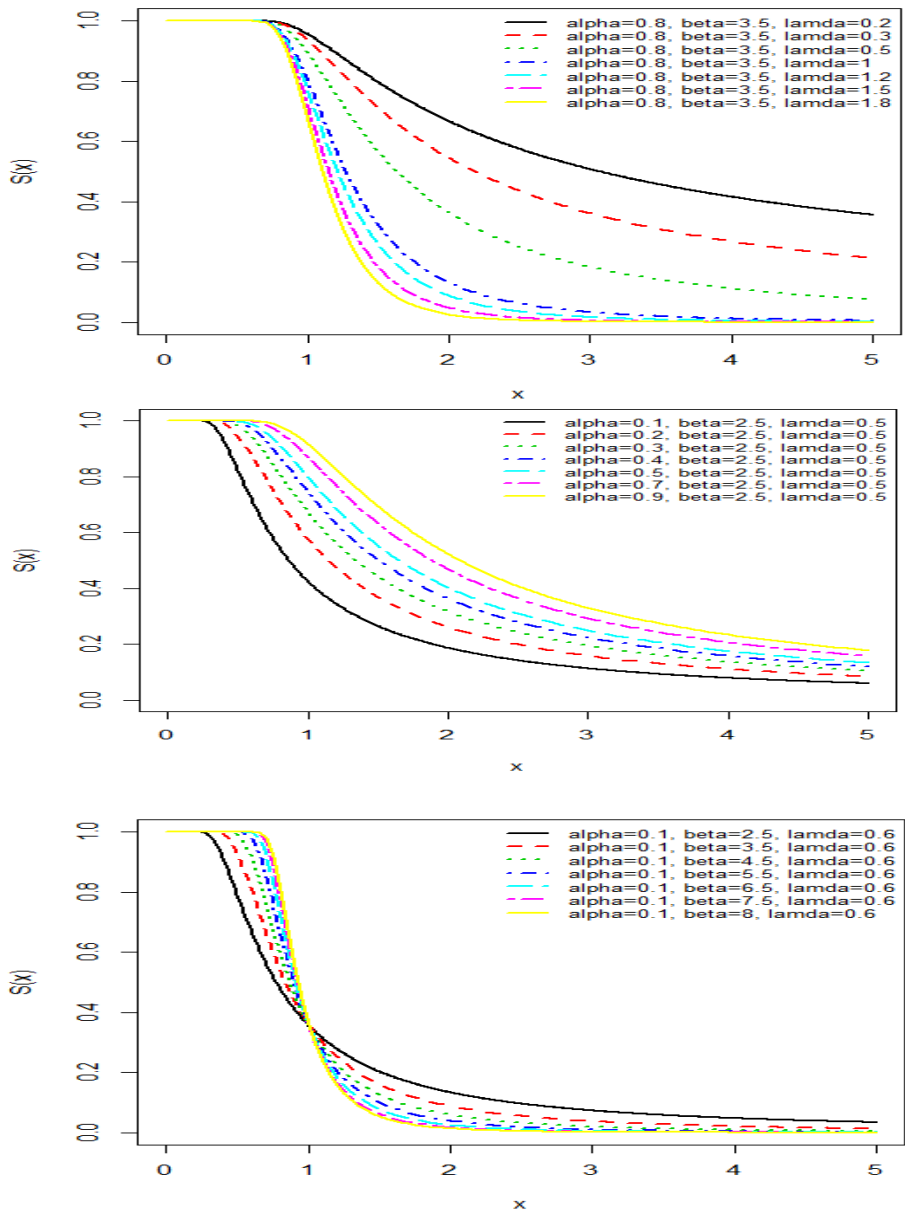 alpha=0.8, beta=3.5, lamda=0.2
alpha=0.8, beta=3.5, lamda=0.3
alpha=0.8, beta=3.5, lamda=0.5
alpha=0.8, beta=3.5, lamda=1
alpha=0.8, beta=3.5, lamda=1.2
alpha=0.8, beta=3.5, lamda=1.5
alpha=0.8, beta=3.5, lamda=1.8
S(x)
1.0
0.8
0.6
0.4
0.2
0.0
0 1 2 3 4 5
x
alpha=0.1, beta=2.5, lamda=0.5
alpha=0.2, beta=2.5, lamda=0.5
alpha=0.3, beta=2.5, lamda=0.5
alpha=0.4, beta=2.5, lamda=0.5
alpha=0.5, beta=2.5, lamda=0.5
alpha=0.7, beta=2.5, lamda=0.5
alpha=0.9, beta=2.5, lamda=0.5
S(x)
1.0
0.8
0.6
0.4
0.2
0.0
0 1 2 3 4 5
x
alpha=0.1, beta=2.5, lamda=0.6
alpha=0.1, beta=3.5, lamda=0.6
alpha=0.1, beta=4.5, lamda=0.6
alpha=0.1, beta=5.5, lamda=0.6
alpha=0.1, beta=6.5, lamda=0.6
alpha=0.1, beta=7.5, lamda=0.6
alpha=0.1, beta=8, lamda=0.6
S(x)
1.0
0.8
0.6
0.4
0.2
0.0
0 1 2 3 4 5
x